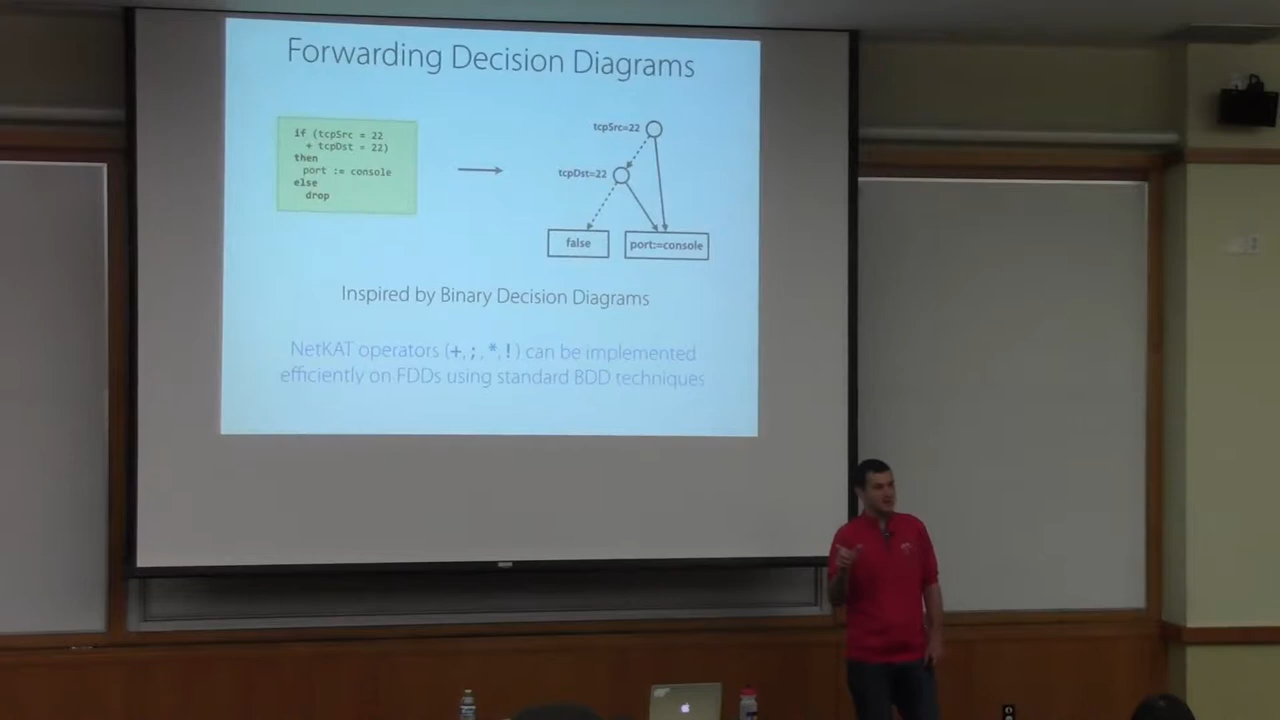 Forwarding Decision Diagrams
if (tcpSrc = 22
+ tcpDst = 22)
then
port := console
else
drop
tcpSrc=22
tcpDst=22
false
port:=console
Inspired by Binary Decision Diagrams
NetKAT operators (+, ;, *, !) can be implemented
efficiently on FDDs using standard BDD techniques